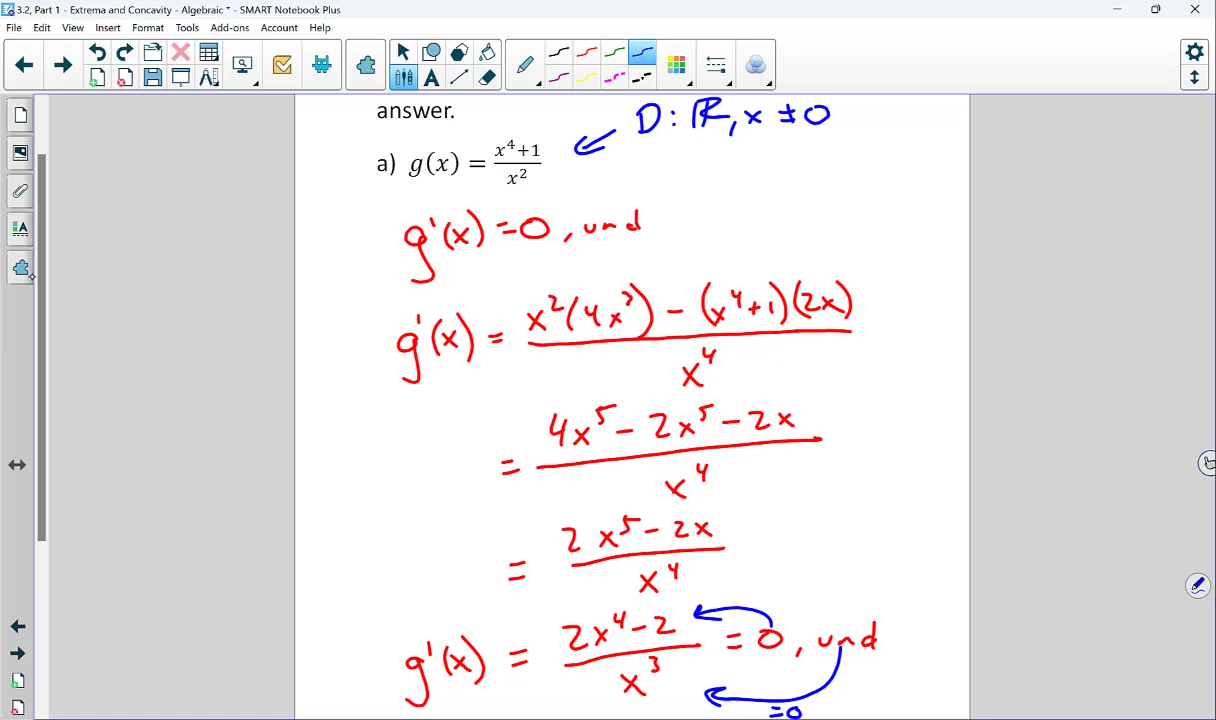 3.2, Part 1 - Extrema and Concavity - Algebraic * - SMART Notebook Plus
File Edit View Insert Format Tools Add-ons Account Help
answer.
D: ℝ, x ≠ 0
a) g(x) = (x⁴+1)/x²
g'(x) = 0, und
g'(x) = (x²(4x³) − (x⁴+1)(2x))/x⁴
= (4x⁵ − 2x⁵ − 2x)/x⁴
= (2x⁵ − 2x)/x⁴
g'(x) = (2x⁴ − 2)/x³ = 0, und
=0